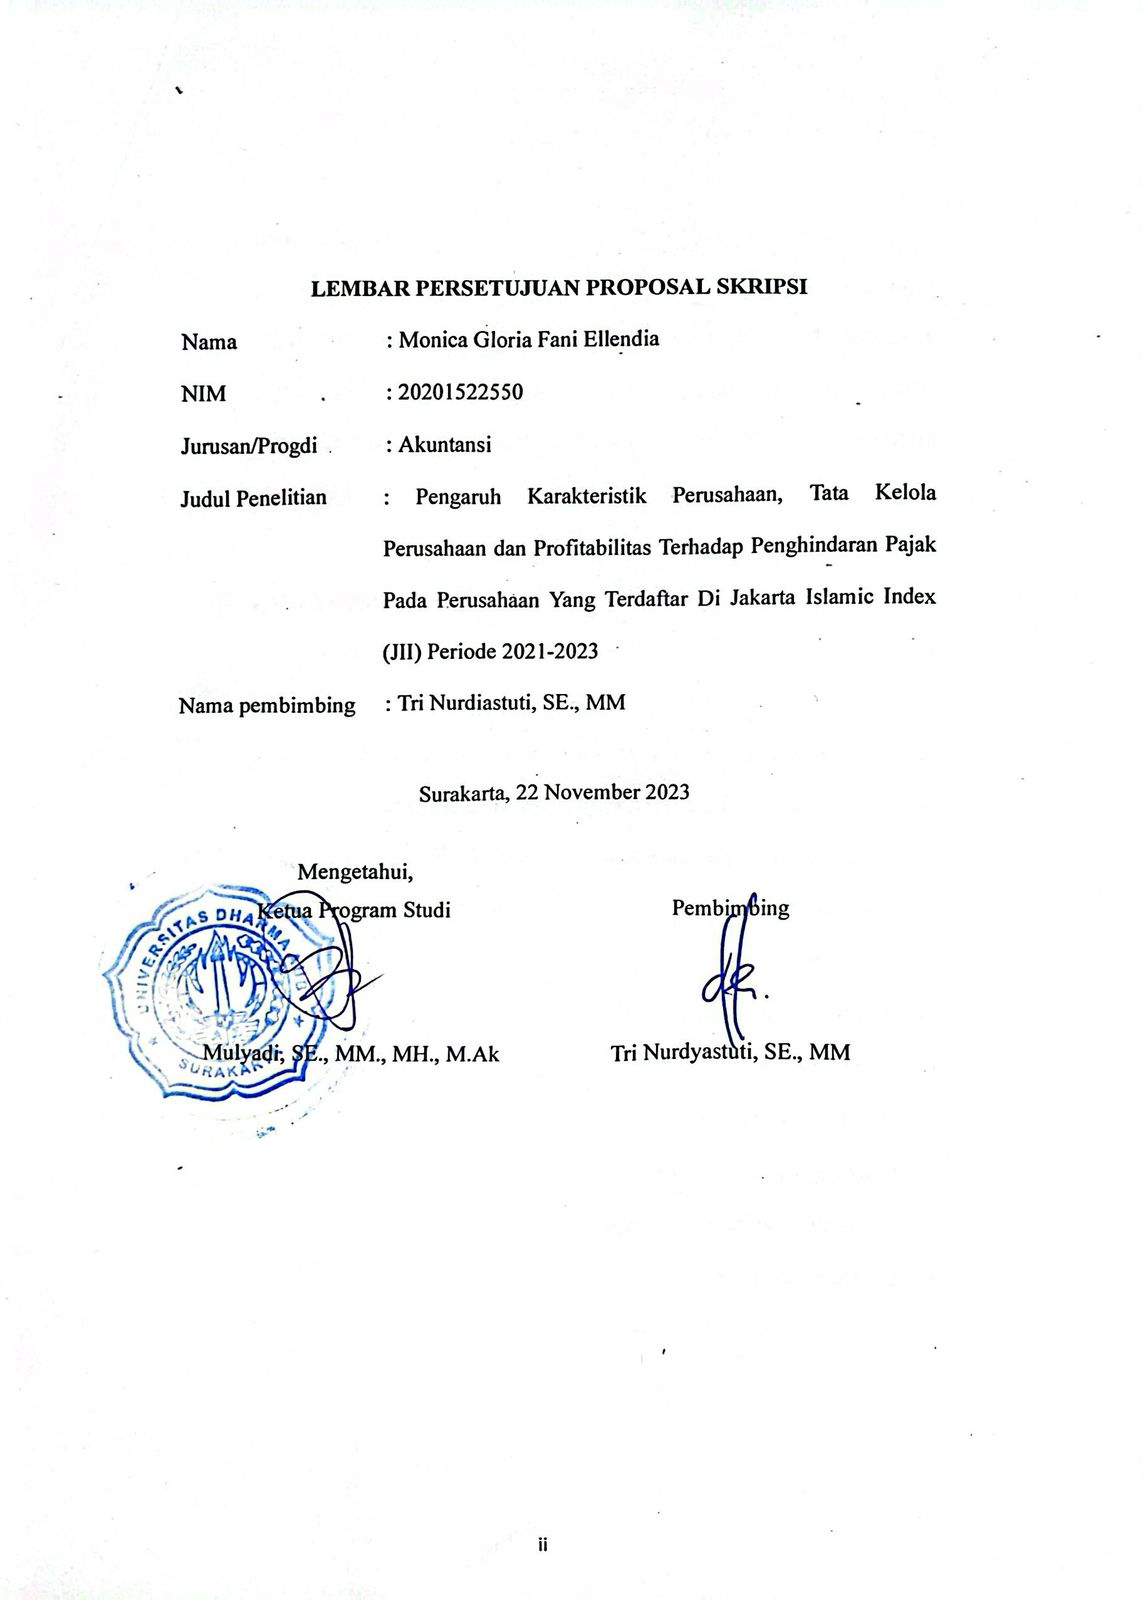 LEMBAR PERSETUJUAN PROPOSAL SKRIPSI
Nama : Monica Gloria Fani Ellendia
NIM : 20201522550
Jurusan/Progdi : Akuntansi
Judul Penelitian : Pengaruh Karakteristik Perusahaan, Tata Kelola
Perusahaan dan Profitabilitas Terhadap Penghindaran Pajak
Pada Perusahaan Yang Terdaftar Di Jakarta Islamic Index
(JII) Periode 2021-2023
Nama pembimbing : Tri Nurdiastuti, SE., MM
Surakarta, 22 November 2023
Mengetahui,
Ketua Program Studi
Pembimbing
UNIVERSITAS DHARMA
SURAKARTA
Mulyadi, SE., MM., MH., M.Ak
Tri Nurdyastuti, SE., MM
ii